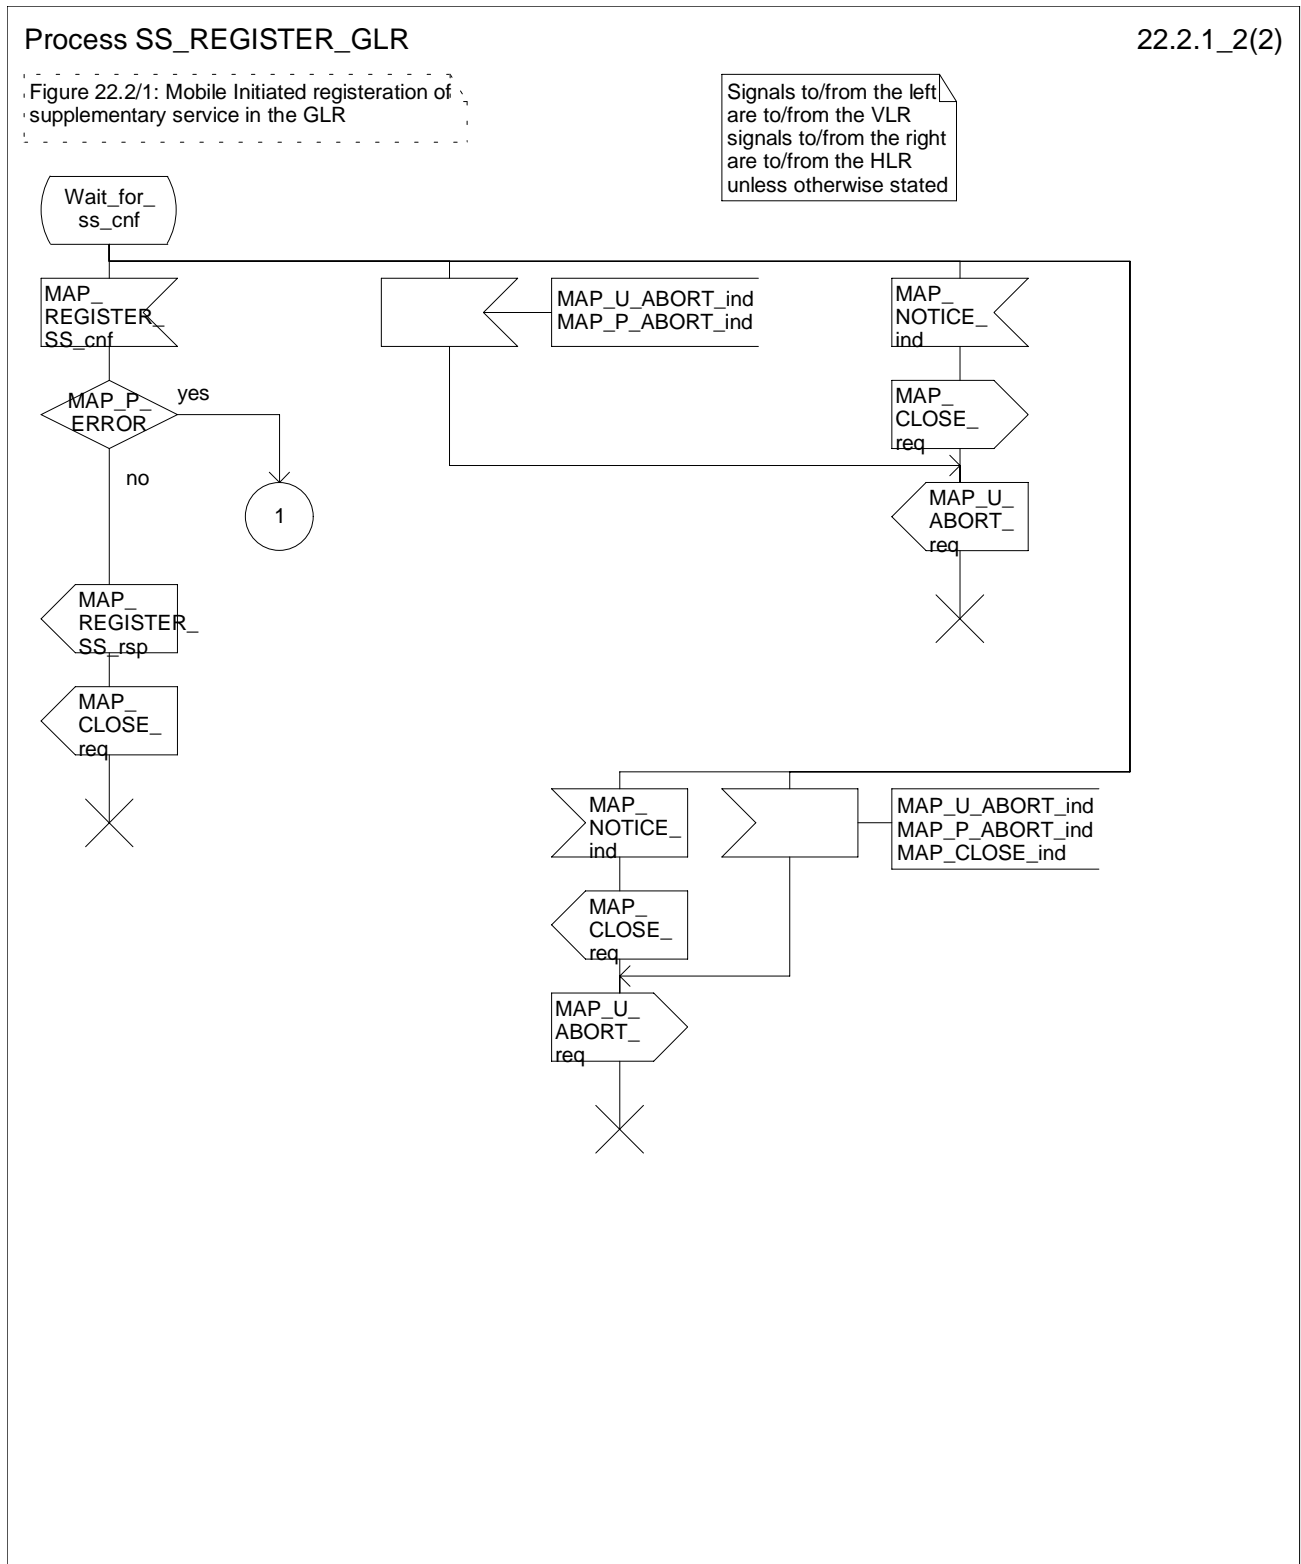 Process SS_REGISTER_GLR
22.2.1_2(2)
Figure 22.2/1: Mobile Initiated registeration of
supplementary service in the GLR
Signals to/from the left
are to/from the VLR
signals to/from the right
are to/from the HLR
unless otherwise stated
Wait_for_
ss_cnf
MAP_
REGISTER_
SS_cnf
MAP_U_ABORT_ind
MAP_P_ABORT_ind
MAP_
NOTICE_
ind
MAP_P_
ERROR
yes
no
1
MAP_
CLOSE_
req
MAP_U_
ABORT_
req
MAP_
REGISTER_
SS_rsp
MAP_
CLOSE_
req
MAP_
NOTICE_
ind
MAP_U_ABORT_ind
MAP_P_ABORT_ind
MAP_CLOSE_ind
MAP_
CLOSE_
req
MAP_U_
ABORT_
req